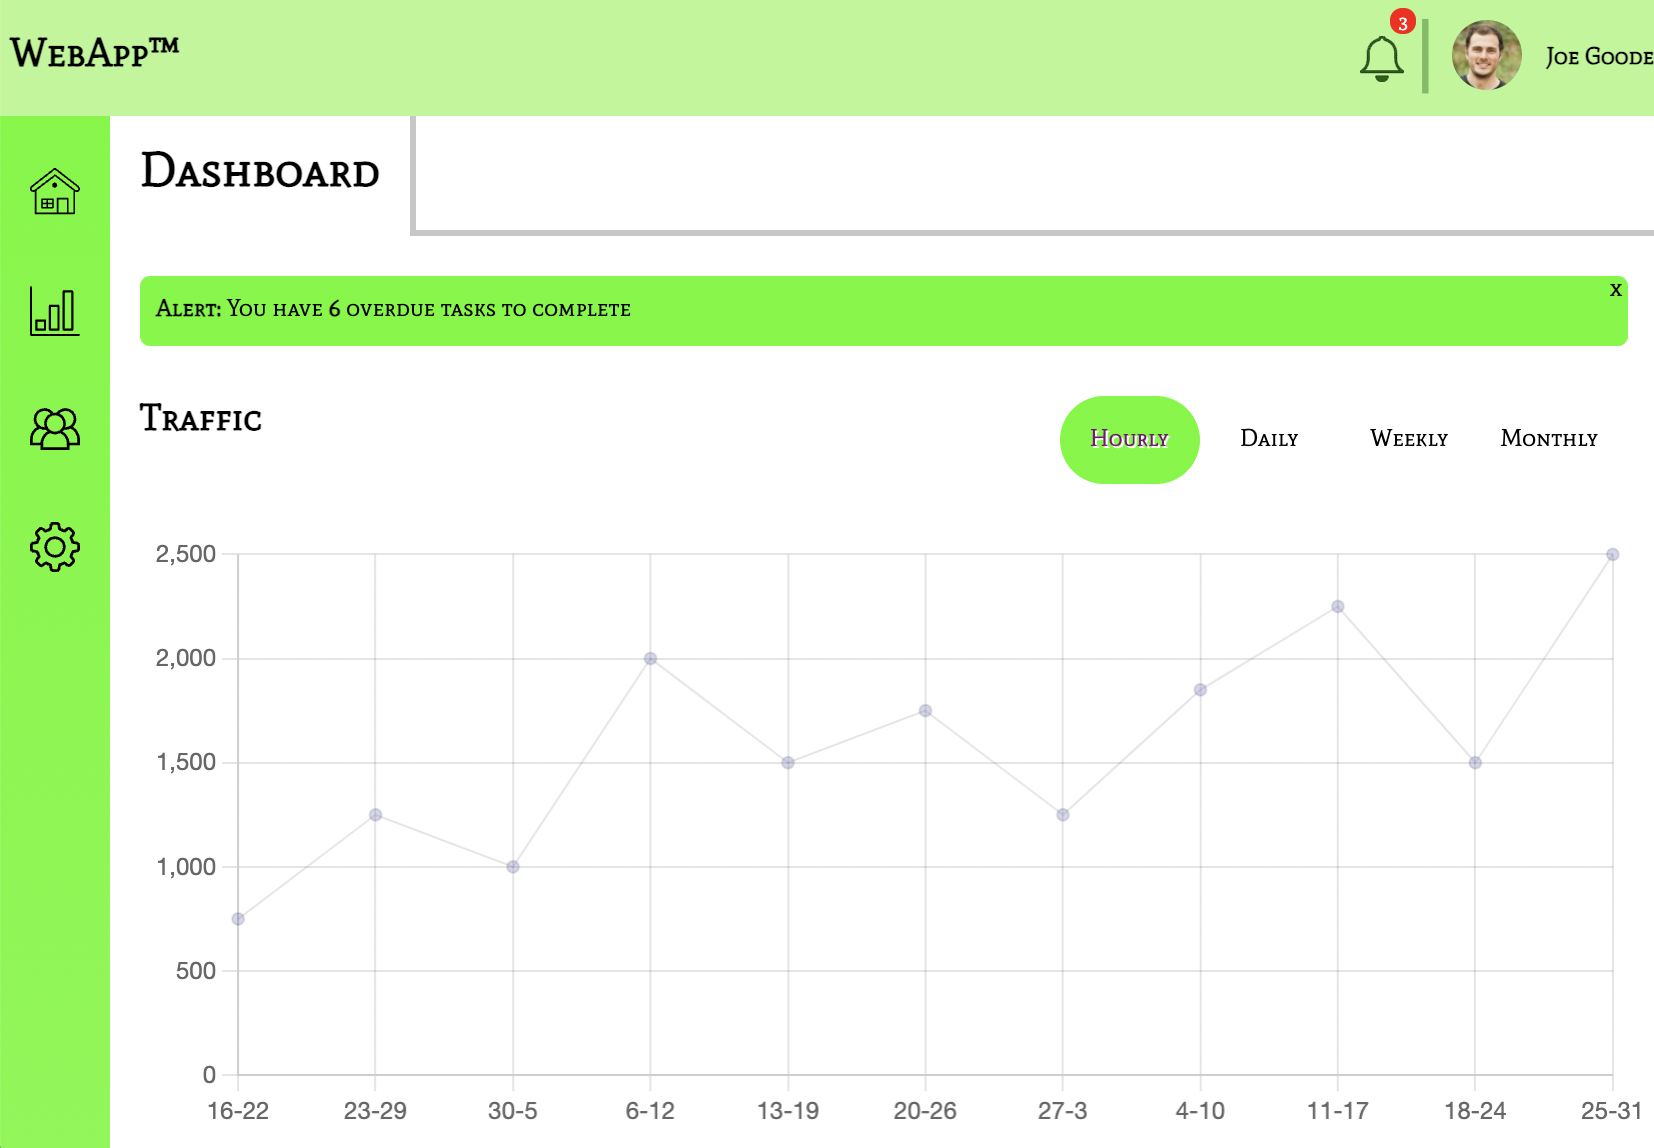 WebApp™
3
Joe Goode
Dashboard
Alert: You have 6 overdue tasks to complete
x
Traffic
Hourly Daily Weekly Monthly
2,500
2,000
1,500
1,000
500
0
16-22 23-29 30-5 6-12 13-19 20-26 27-3 4-10 11-17 18-24 25-31